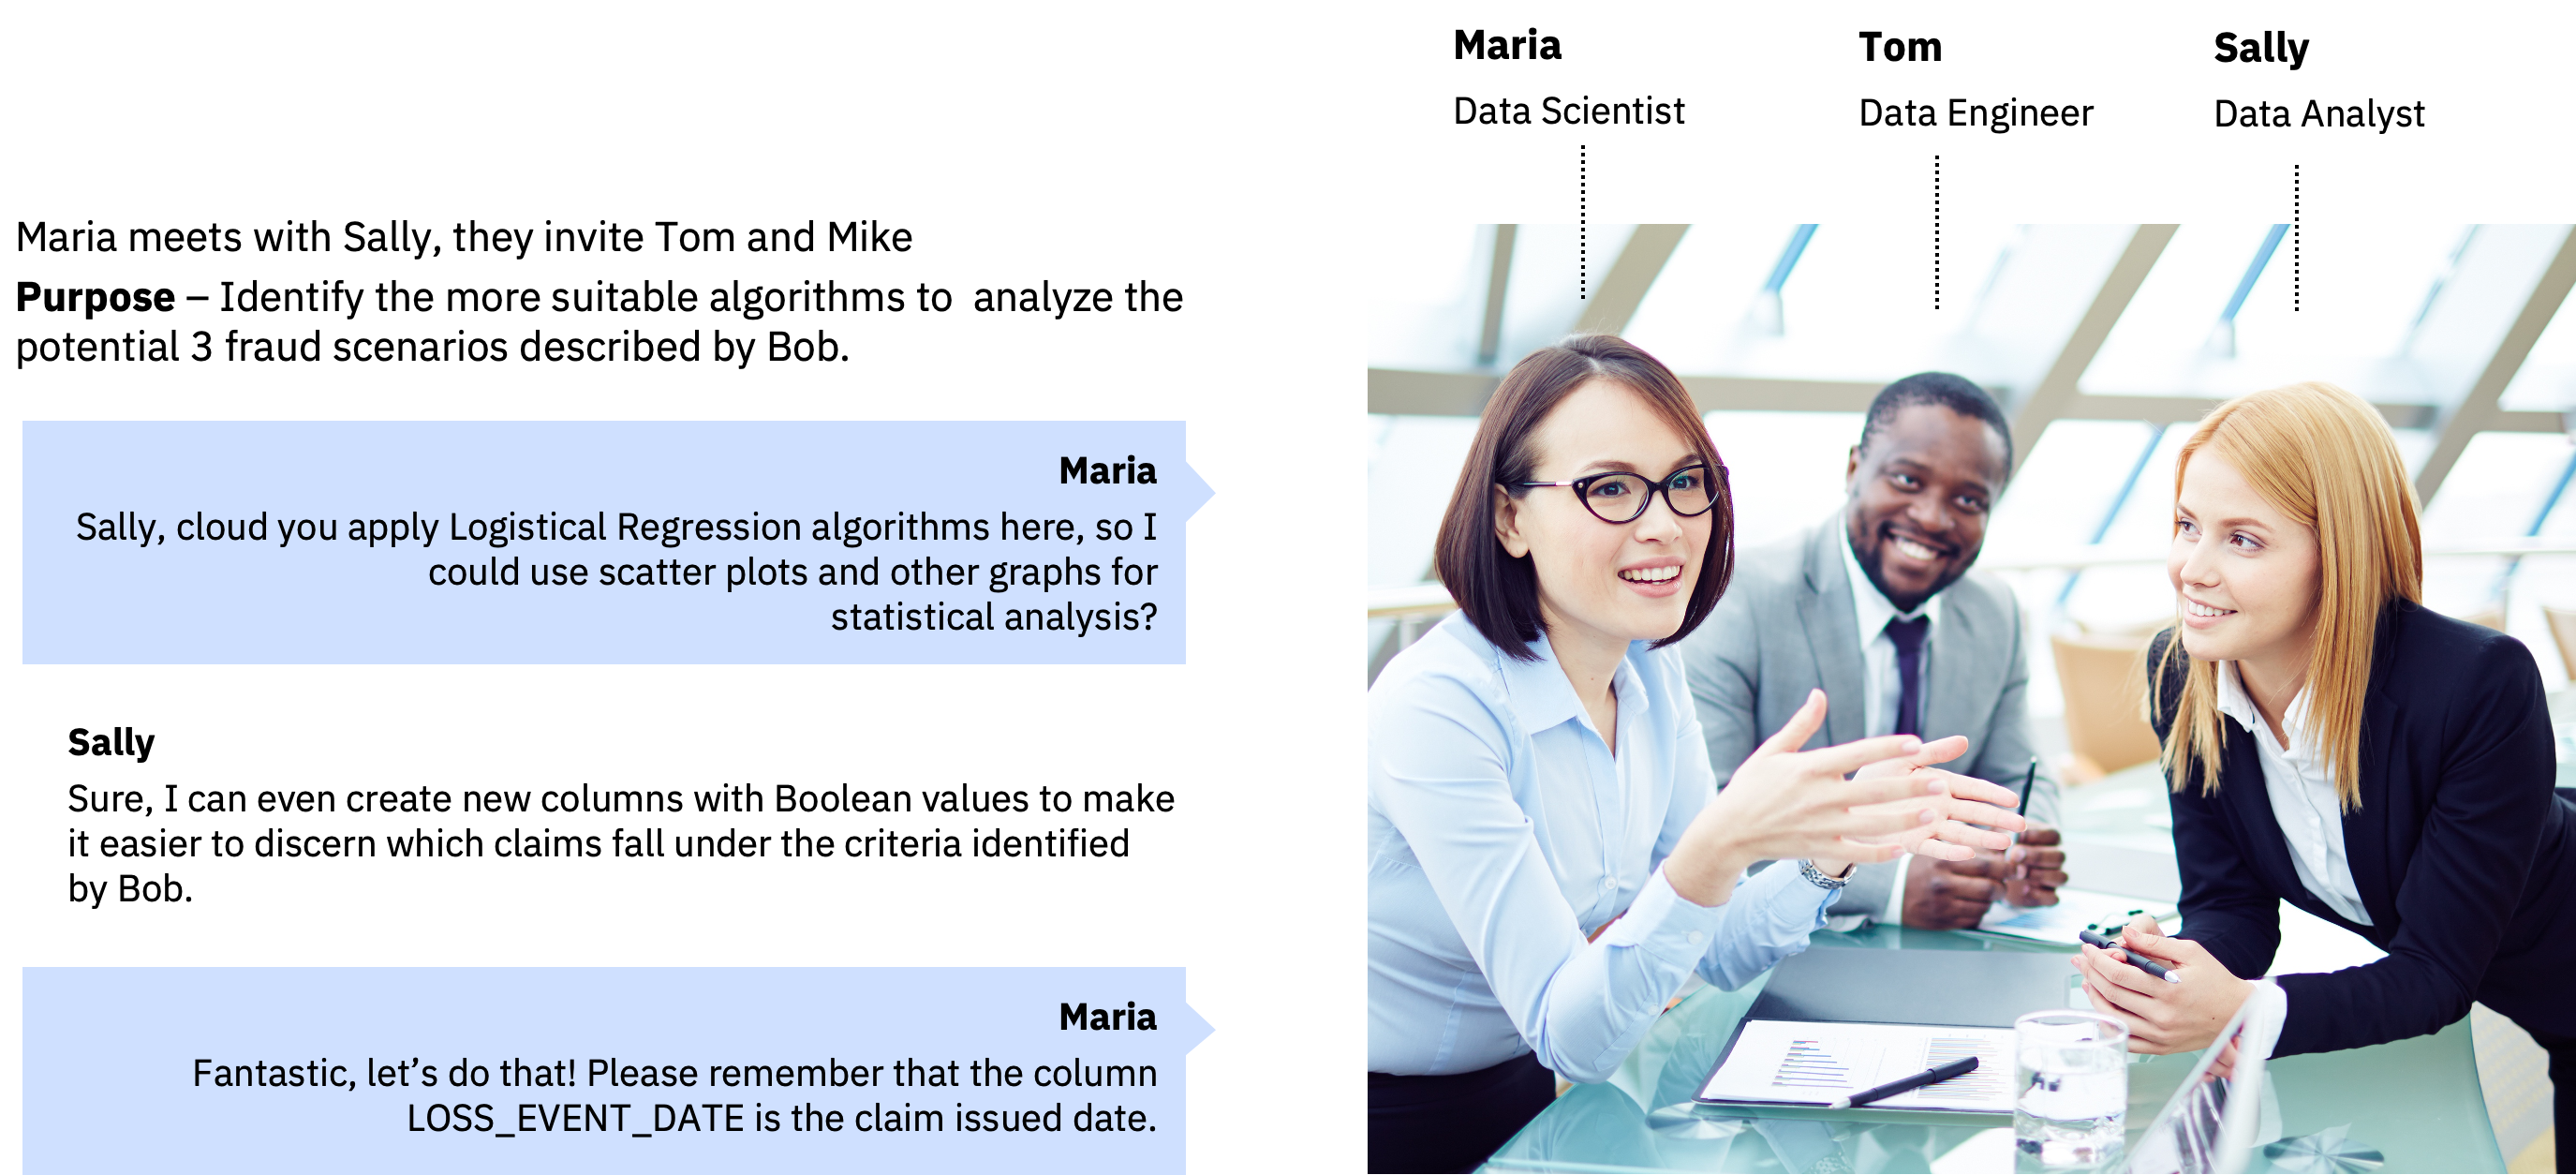 Maria
Data Scientist
Tom
Data Engineer
Sally
Data Analyst
Maria meets with Sally, they invite Tom and Mike
Purpose – Identify the more suitable algorithms to  analyze the
potential 3 fraud scenarios described by Bob.
Maria
Sally, cloud you apply Logistical Regression algorithms here, so I
could use scatter plots and other graphs for
statistical analysis?
Sally
Sure, I can even create new columns with Boolean values to make
it easier to discern which claims fall under the criteria identified
by Bob.
Maria
Fantastic, let’s do that! Please remember that the column
LOSS_EVENT_DATE is the claim issued date.